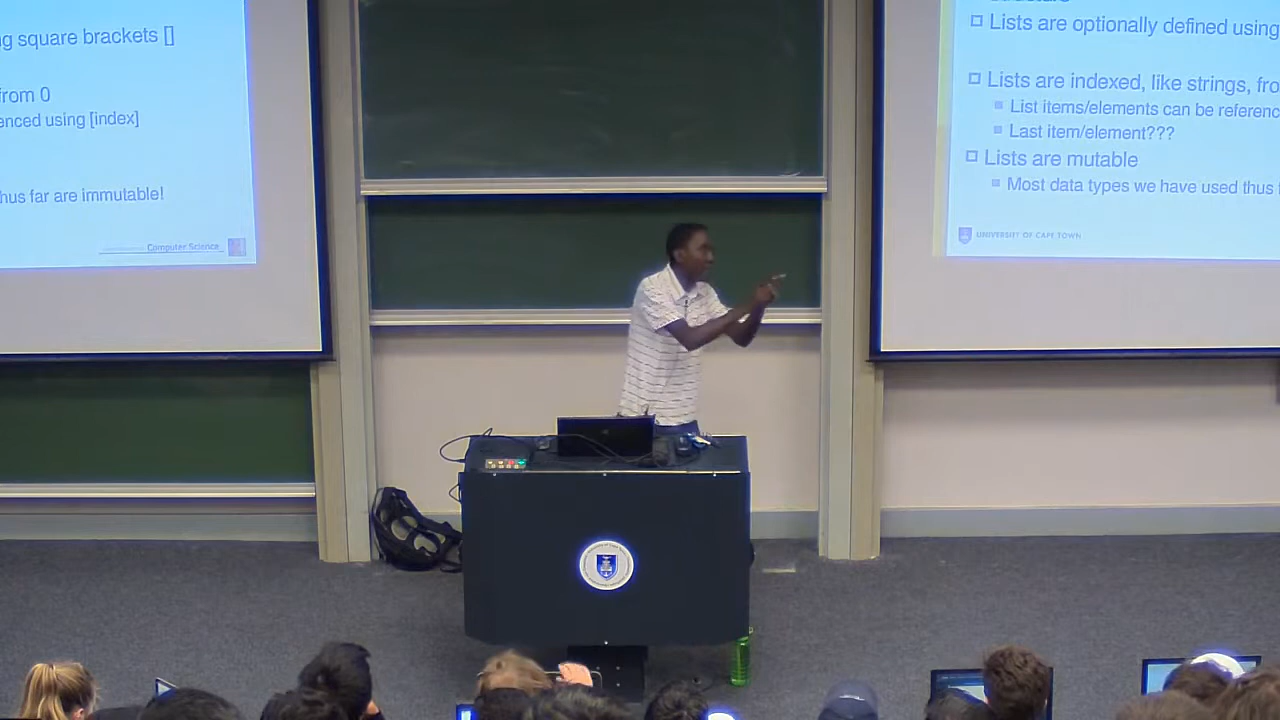 ng square brackets []
from 0
enced using [index]
hus far are immutable!
Computer Science
Lists are optionally defined using
Lists are indexed, like strings, fro
List items/elements can be referenc
Last item/element???
Lists are mutable
Most data types we have used thus
UNIVERSITY OF CAPE TOWN